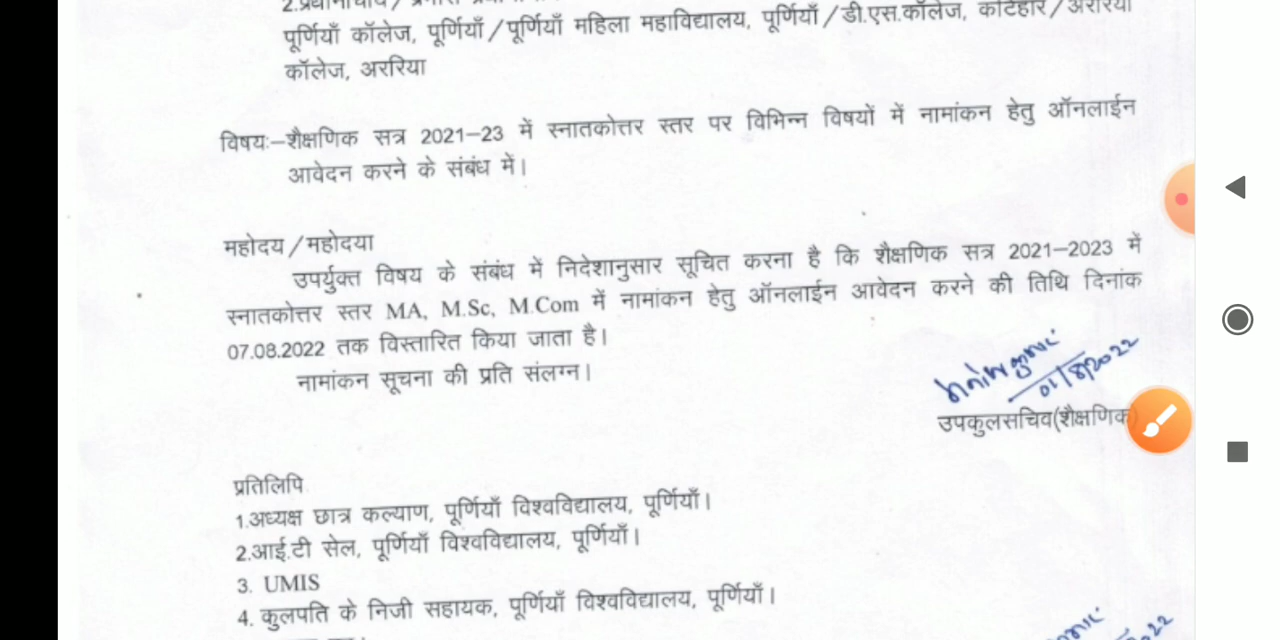 2.प्रधानाचार्य/
पूर्णियाँ कॉलेज, पूर्णियाँ/पूर्णियाँ महिला महाविद्यालय, पूर्णियाँ/डी.एस.कॉलेज, कटिहार/अररिया
कॉलेज, अररिया
विषयः–शैक्षणिक सत्र 2021–23 में स्नातकोत्तर स्तर पर विभिन्न विषयों में नामांकन हेतु ऑनलाईन
आवेदन करने के संबंध में।
महोदय/महोदया
उपर्युक्त विषय के संबंध में निदेशानुसार सूचित करना है कि शैक्षणिक सत्र 2021–2023 में
स्नातकोत्तर स्तर MA, M.Sc, M.Com में नामांकन हेतु ऑनलाईन आवेदन करने की तिथि दिनांक
07.08.2022 तक विस्तारित किया जाता है।
नामांकन सूचना की प्रति संलग्न।
01/8/2022
उपकुलसचिव(शैक्षणिक)
प्रतिलिपि
1.अध्यक्ष छात्र कल्याण, पूर्णियाँ विश्वविद्यालय, पूर्णियाँ।
2.आई.टी सेल, पूर्णियाँ विश्वविद्यालय, पूर्णियाँ।
3. UMIS
4. कुलपति के निजी सहायक, पूर्णियाँ विश्वविद्यालय, पूर्णियाँ।